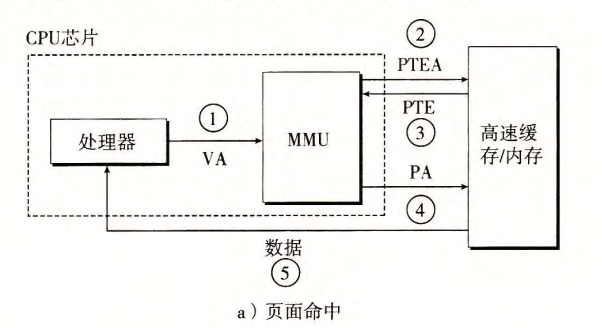 CPU芯片
②
PTEA
①
PTE
处理器
MMU
高速缓
存/内存
VA
③
PA
④
数据
⑤
a）页面命中